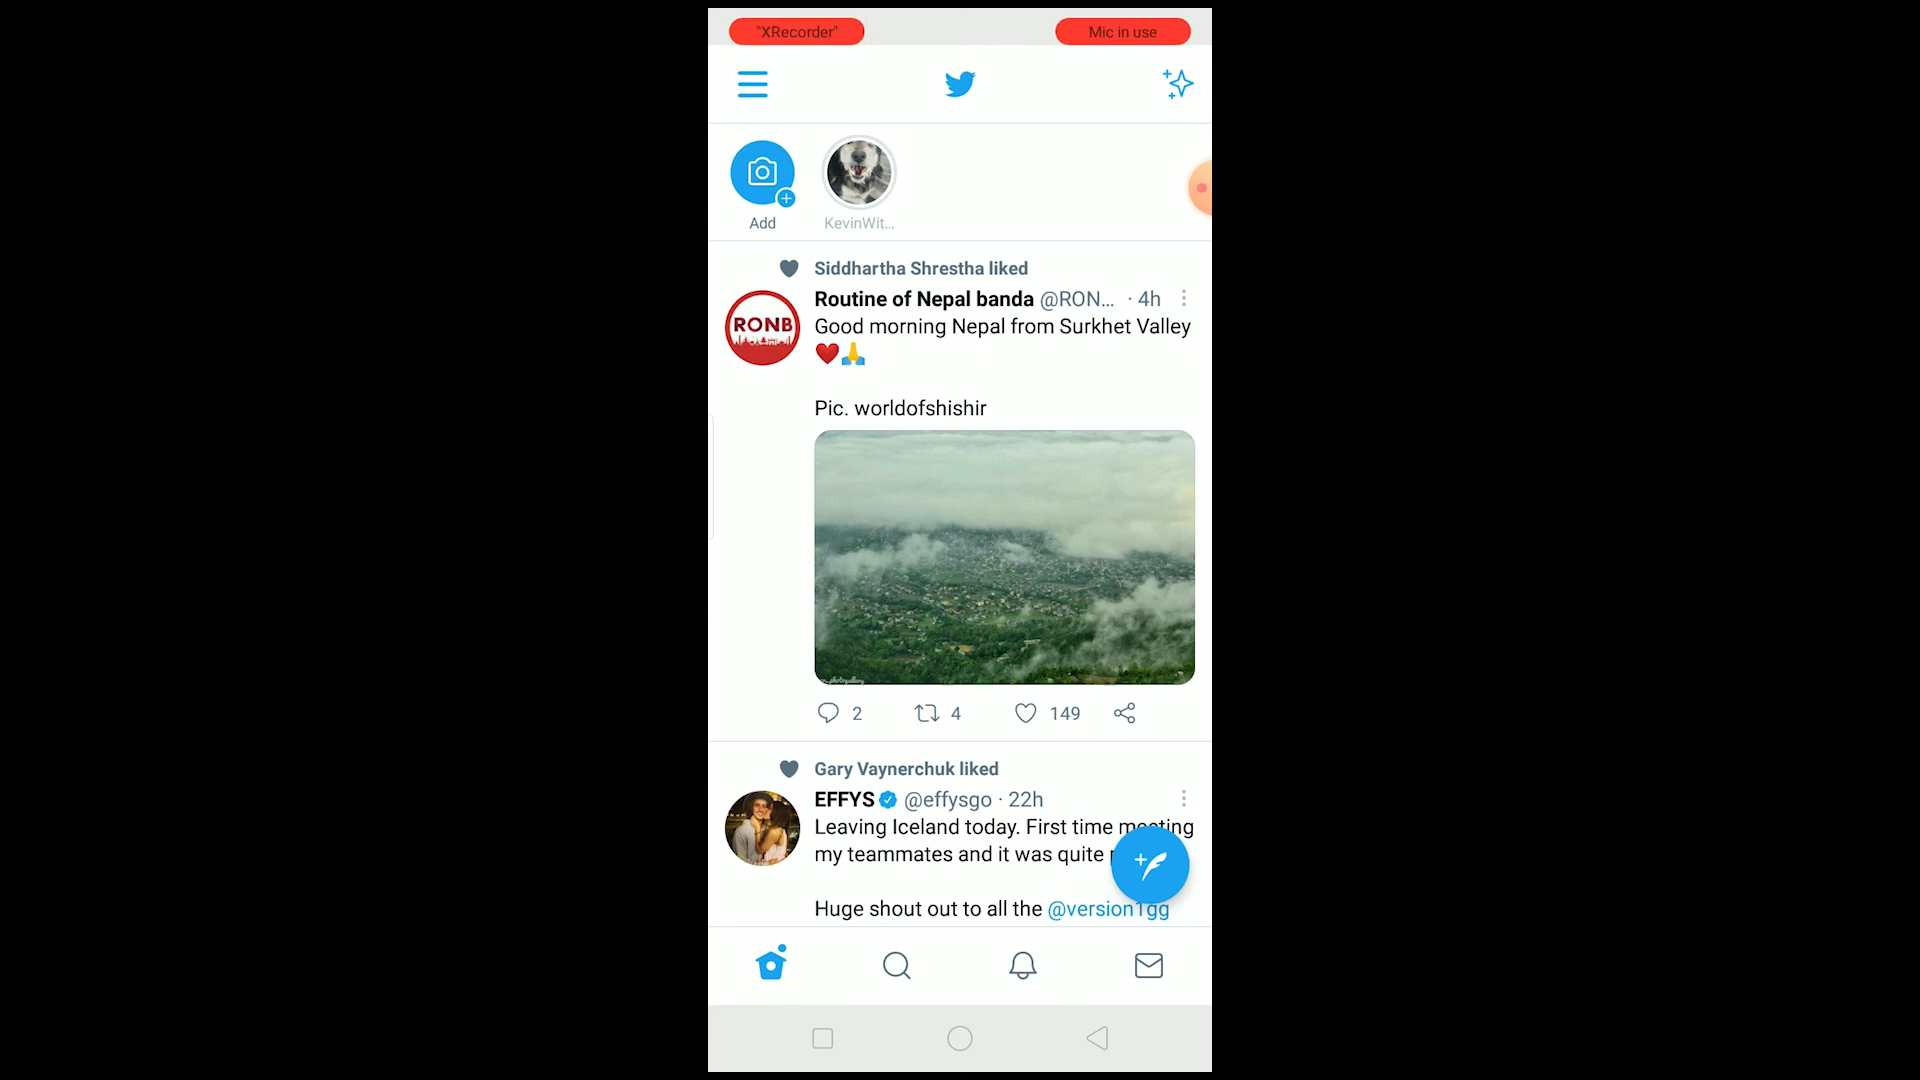 "XRecorder"
Mic in use
Add
KevinWit...
Siddhartha Shrestha liked
Routine of Nepal banda @RON... · 4h
RONB
Good morning Nepal from Surkhet Valley
❤️🙏
Pic. worldofshishir
2
4
149
Gary Vaynerchuk liked
EFFYS @effysgo · 22h
Leaving Iceland today. First time meeting
my teammates and it was quite
Huge shout out to all the @version1gg